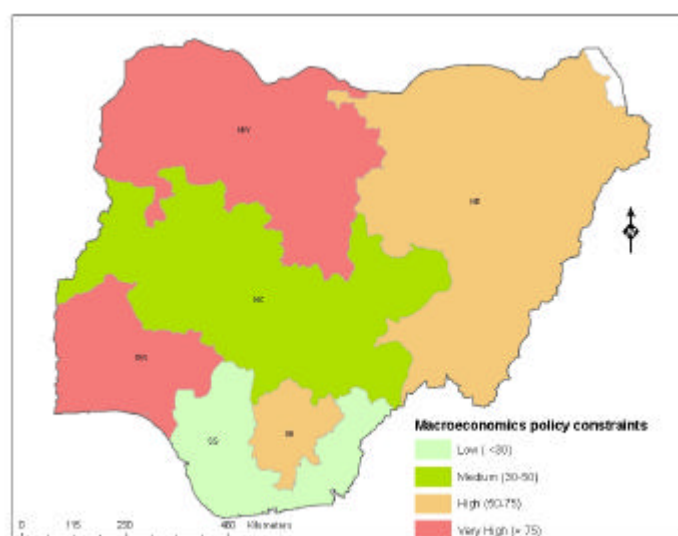 NW
NE
NC
SW
SS
SE
N
Macroeconomics policy constraints
Low ( <30)
Medium (30-50)
High (50-75)
Very High (> 75)
0 115 230 460 Kilometers